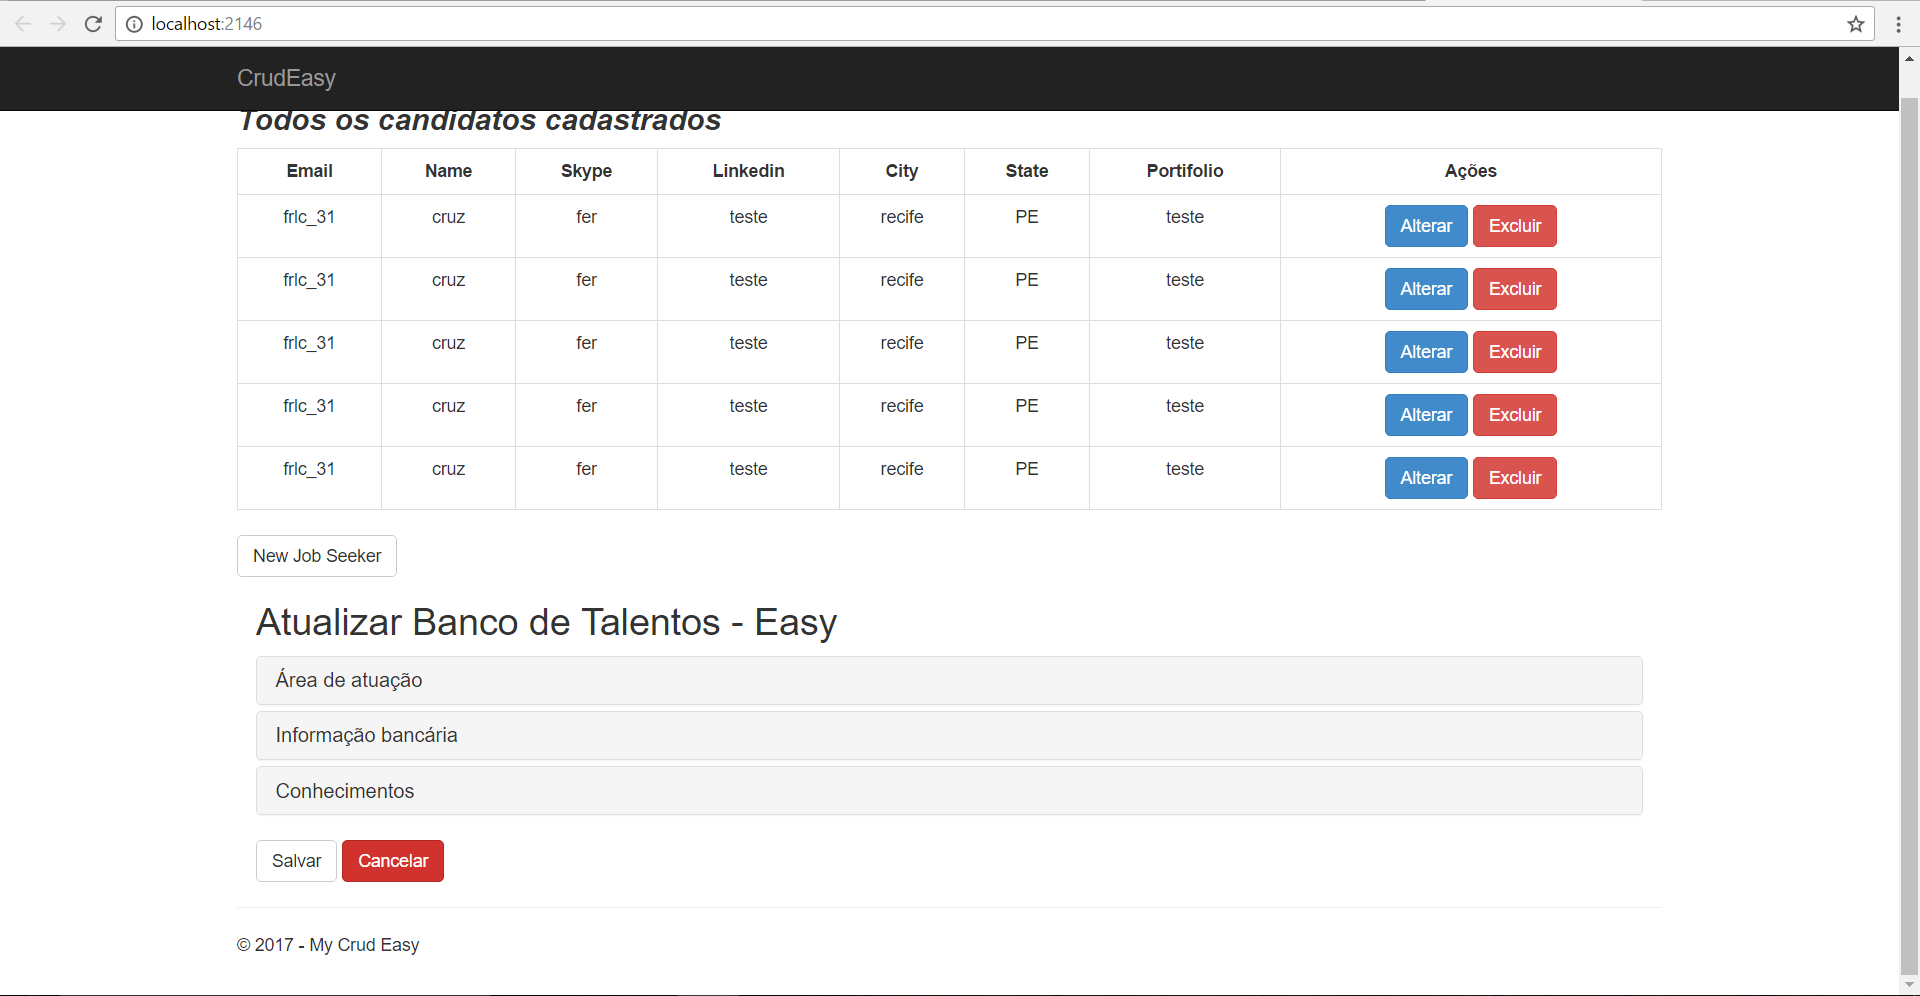 localhost:2146
CrudEasy
Todos os candidatos cadastrados
Email Name Skype Linkedin City State Portifolio Ações
frlc_31 cruz fer teste recife PE teste Alterar Excluir
frlc_31 cruz fer teste recife PE teste Alterar Excluir
frlc_31 cruz fer teste recife PE teste Alterar Excluir
frlc_31 cruz fer teste recife PE teste Alterar Excluir
frlc_31 cruz fer teste recife PE teste Alterar Excluir
New Job Seeker
Atualizar Banco de Talentos - Easy
Área de atuação
Informação bancária
Conhecimentos
Salvar Cancelar
© 2017 - My Crud Easy